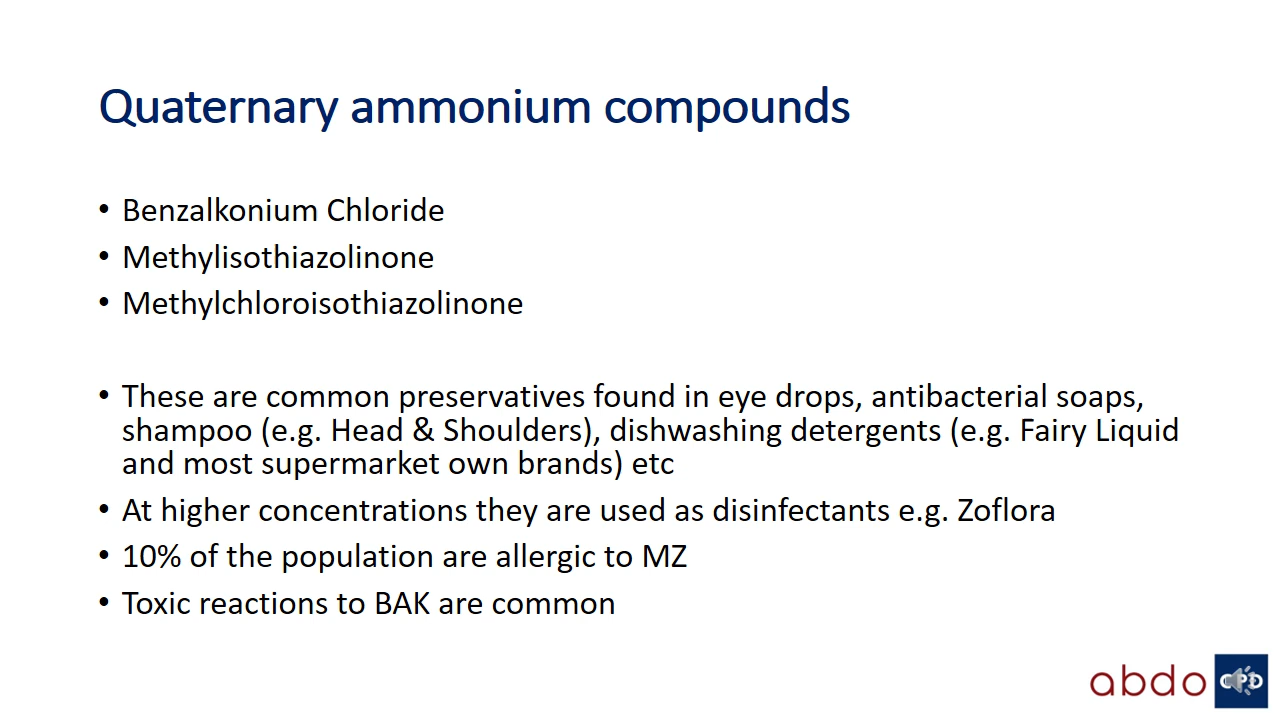 Quaternary ammonium compounds
• Benzalkonium Chloride
• Methylisothiazolinone
• Methylchloroisothiazolinone
• These are common preservatives found in eye drops, antibacterial soaps,
shampoo (e.g. Head & Shoulders), dishwashing detergents (e.g. Fairy Liquid
and most supermarket own brands) etc
• At higher concentrations they are used as disinfectants e.g. Zoflora
• 10% of the population are allergic to MZ
• Toxic reactions to BAK are common
abdo CPD